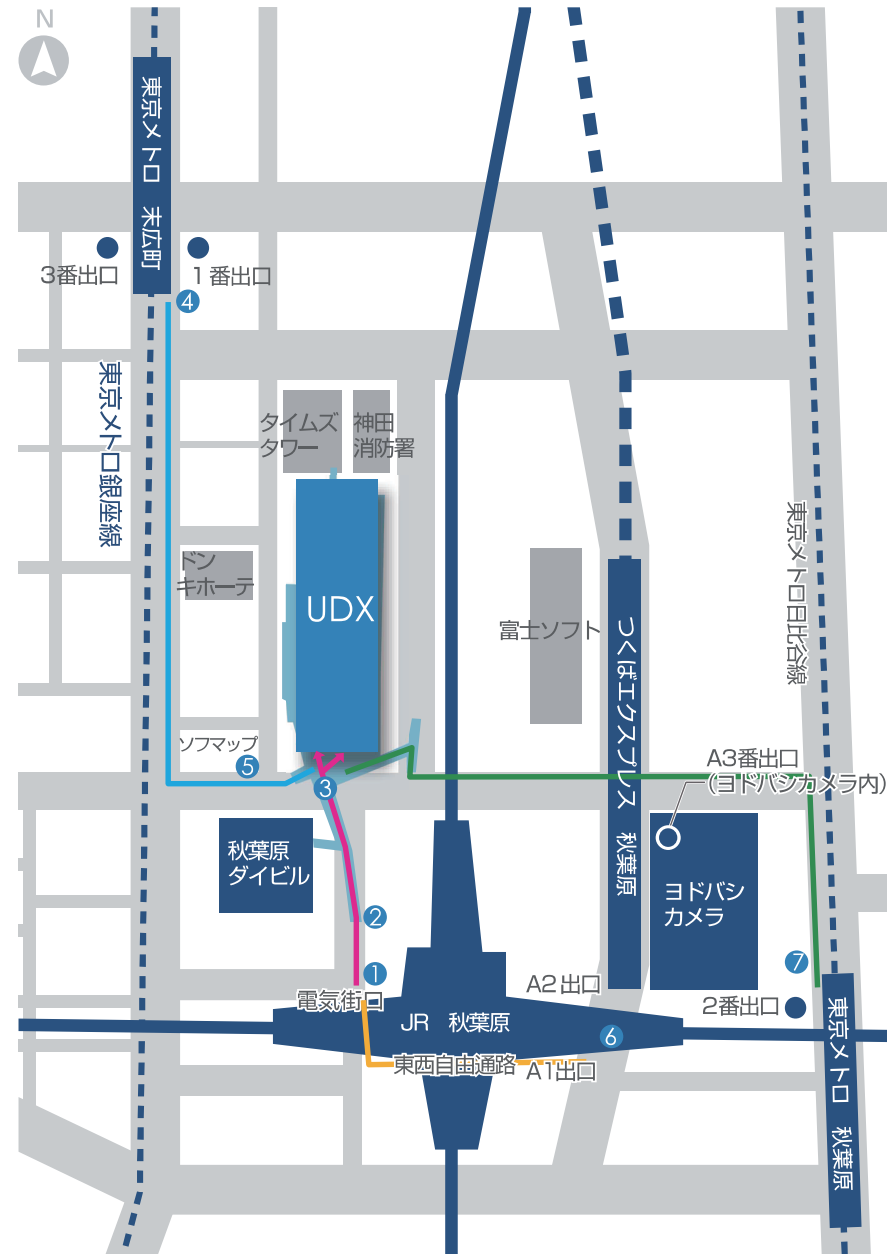 N
東京メトロ 末広町
3番出口
1番出口
4
東京メトロ銀座線
タイムズ
タワー
神田
消防署
ドン
キホーテ
UDX
富士ソフト
つくばエクスプレス 秋葉原
東京メトロ日比谷線
ソフマップ
5
3
A3番出口
(ヨドバシカメラ内)
秋葉原
ダイビル
ヨドバシ
カメラ
2
1
電気街口
JR 秋葉原
A2出口
6
7
2番出口
東西自由通路
A1出口
東京メトロ 秋葉原